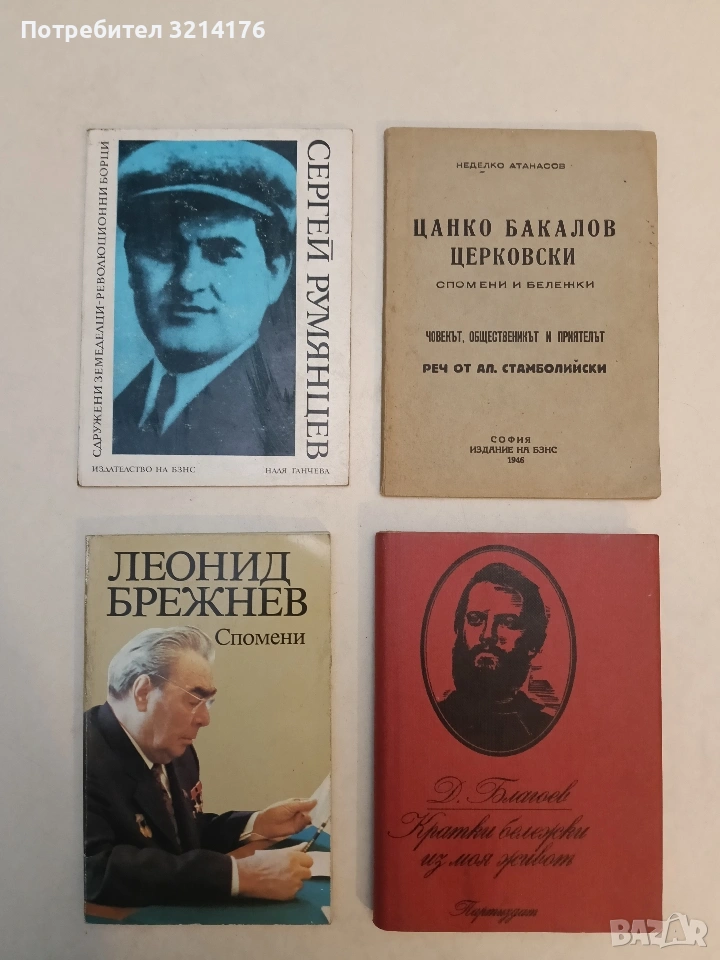 Потребител 3214176
СДРУЖЕНИ ЗЕМЕДЕЛЦИ-РЕВОЛЮЦИОННИ БОРЦИ
СЕРГЕЙ РУМЯНЦЕВ
ИЗДАТЕЛСТВО НА БЗНС
НАДЯ ГАНЧЕВА
НЕДЕЛКО АТАНАСОВ
ЦАНКО БАКАЛОВ
ЦЕРКОВСКИ
СПОМЕНИ И БЕЛЕЖКИ
ЧОВЕКЪТ, ОБЩЕСТВЕНИКЪТ И ПРИЯТЕЛЪТ
РЕЧ ОТ АЛ. СТАМБОЛИЙСКИ
СОФИЯ
ИЗДАНИЕ НА БЗНС
1946
ЛЕОНИД
БРЕЖНЕВ
Спомени
Д. Благоев
Кратки бележки
из моя живот
Партиздат
BAZAR